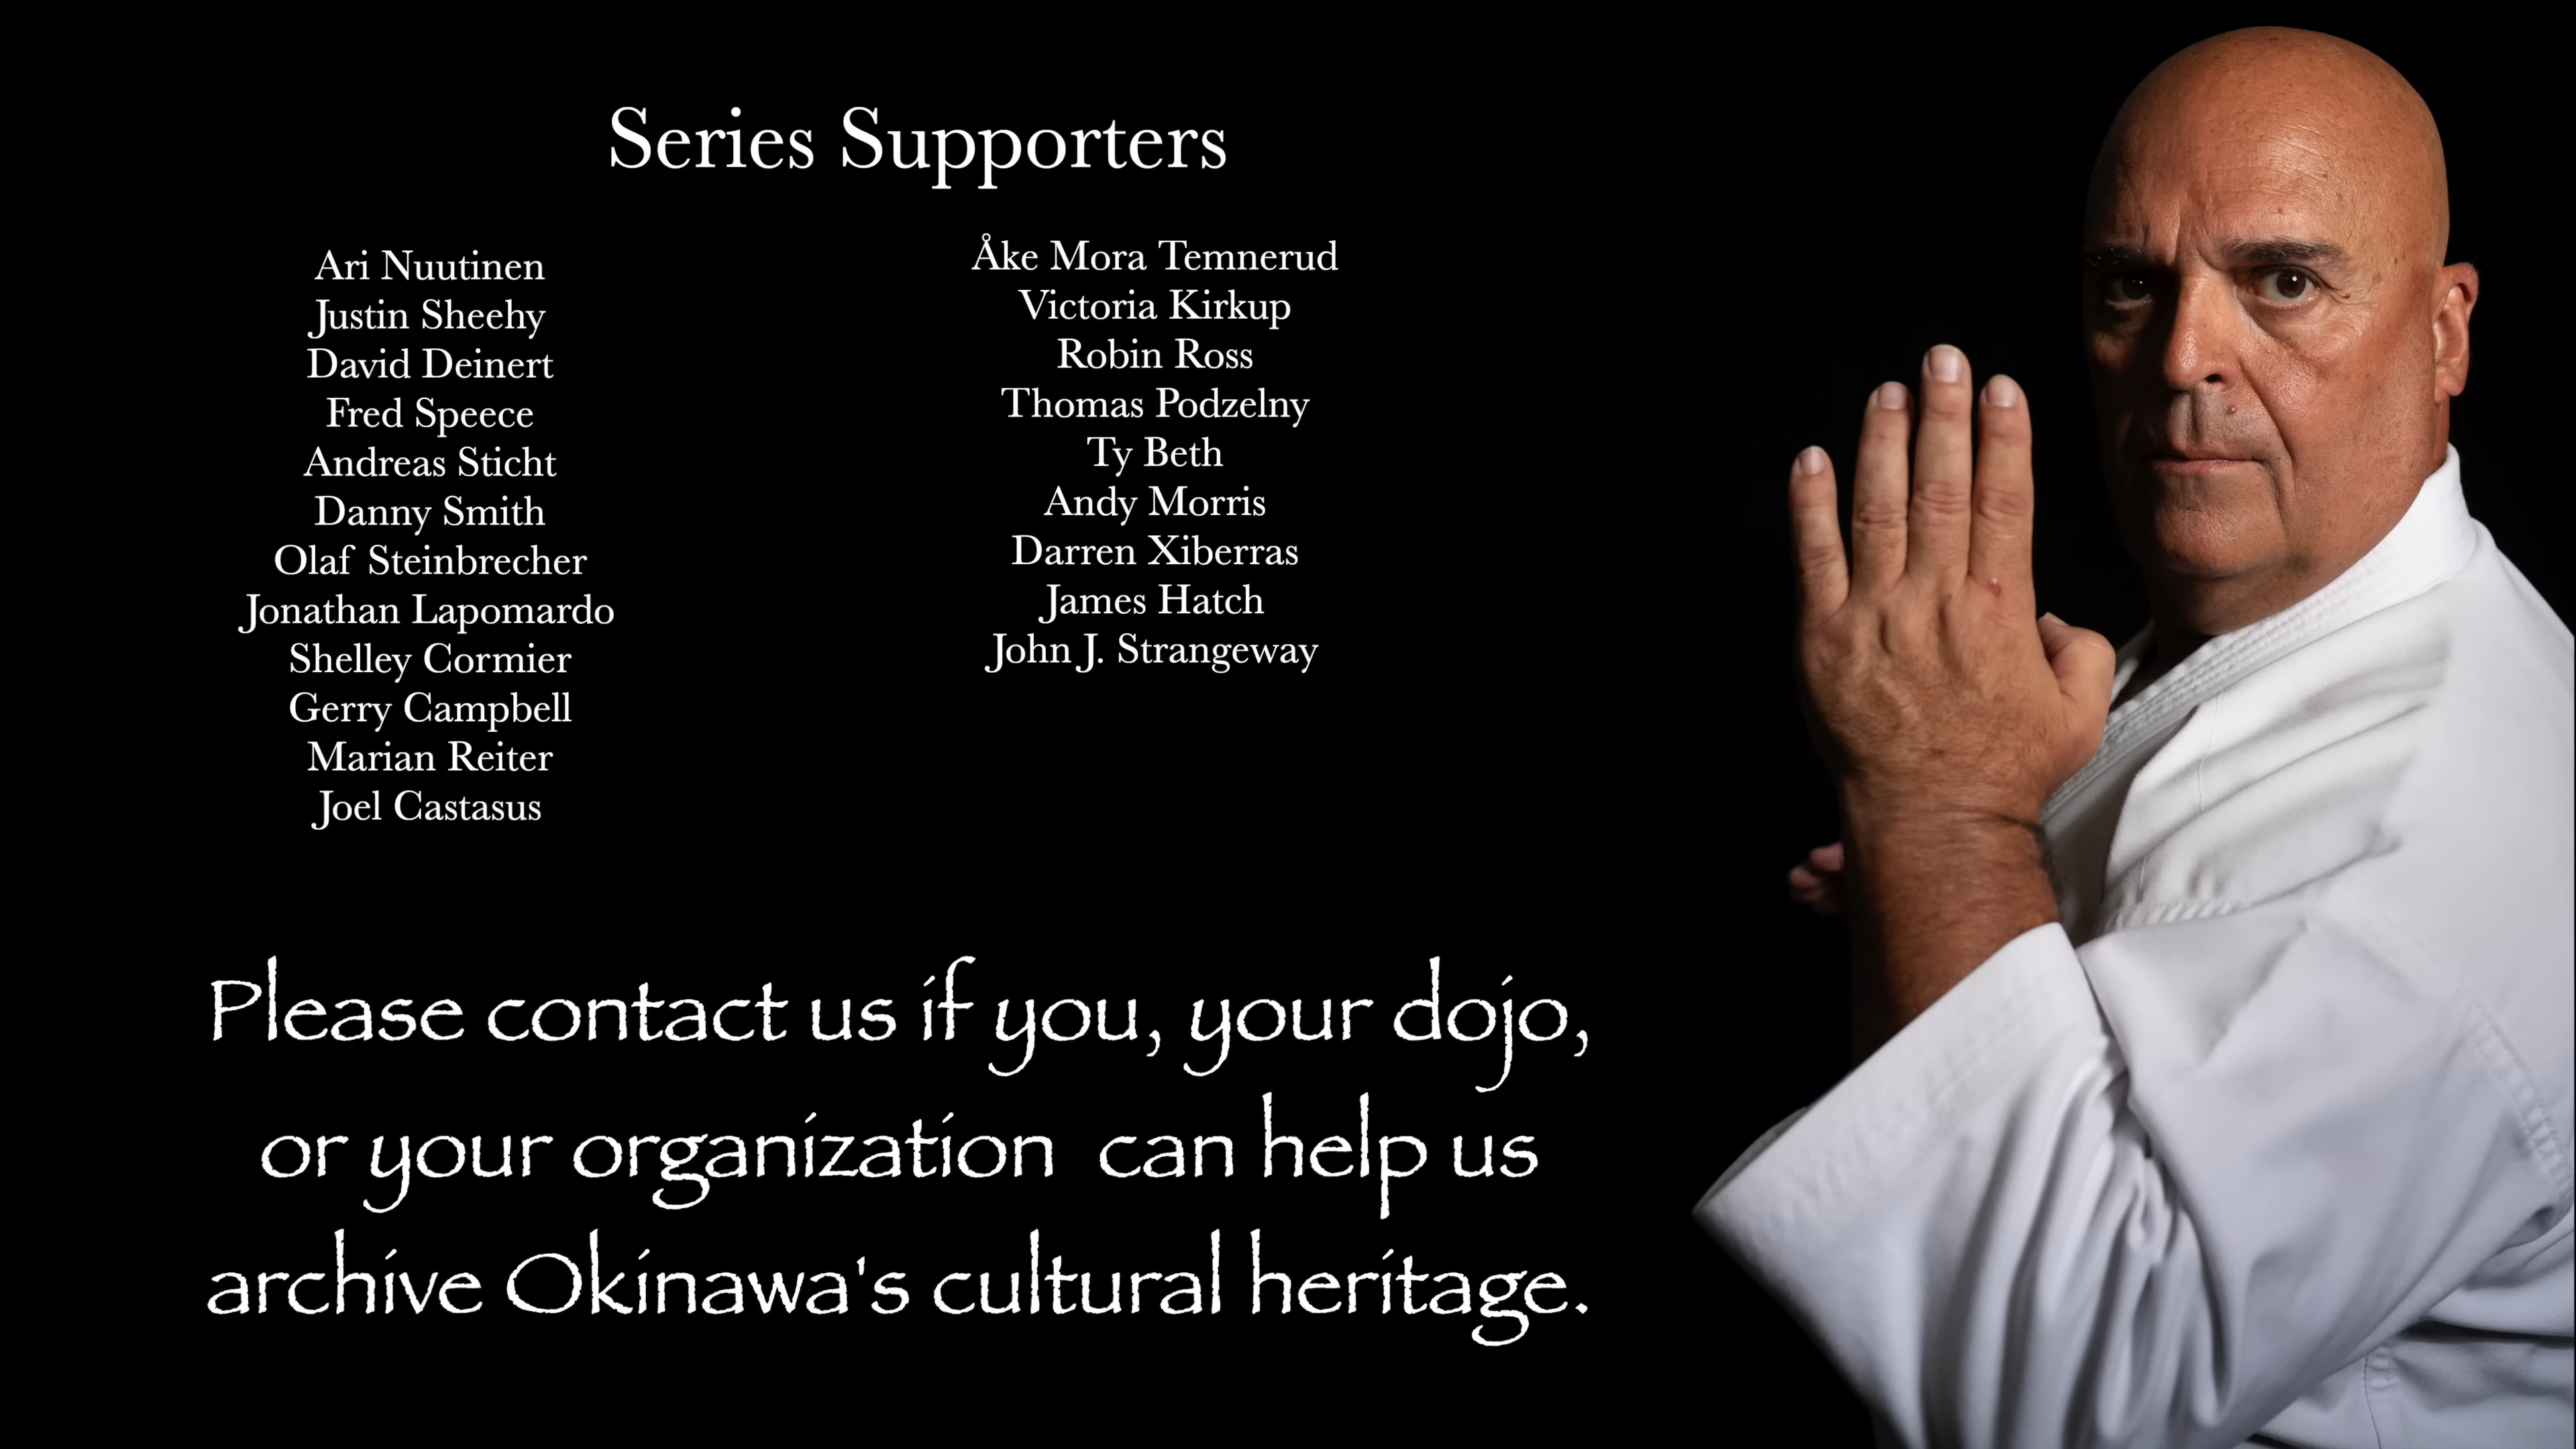 Series Supporters
Ari Nuutinen
Justin Sheehy
David Deinert
Fred Speece
Andreas Sticht
Danny Smith
Olaf Steinbrecher
Jonathan Lapomardo
Shelley Cormier
Gerry Campbell
Marian Reiter
Joel Castasus
Åke Mora Temnerud
Victoria Kirkup
Robin Ross
Thomas Podzelny
Ty Beth
Andy Morris
Darren Xiberras
James Hatch
John J. Strangeway
Please contact us if you, your dojo,
or your organization can help us
archive Okinawa's cultural heritage.